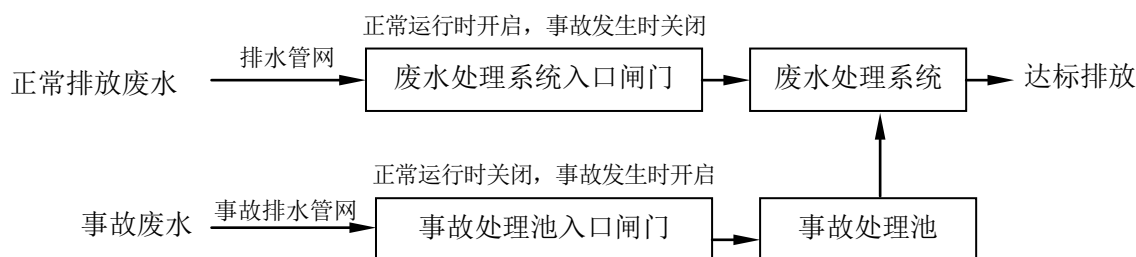 正常运行时开启，事故发生时关闭
正常排放废水 排水管网 废水处理系统入口闸门 废水处理系统 达标排放
正常运行时关闭，事故发生时开启
事故废水 事故排水管网 事故处理池入口闸门 事故处理池